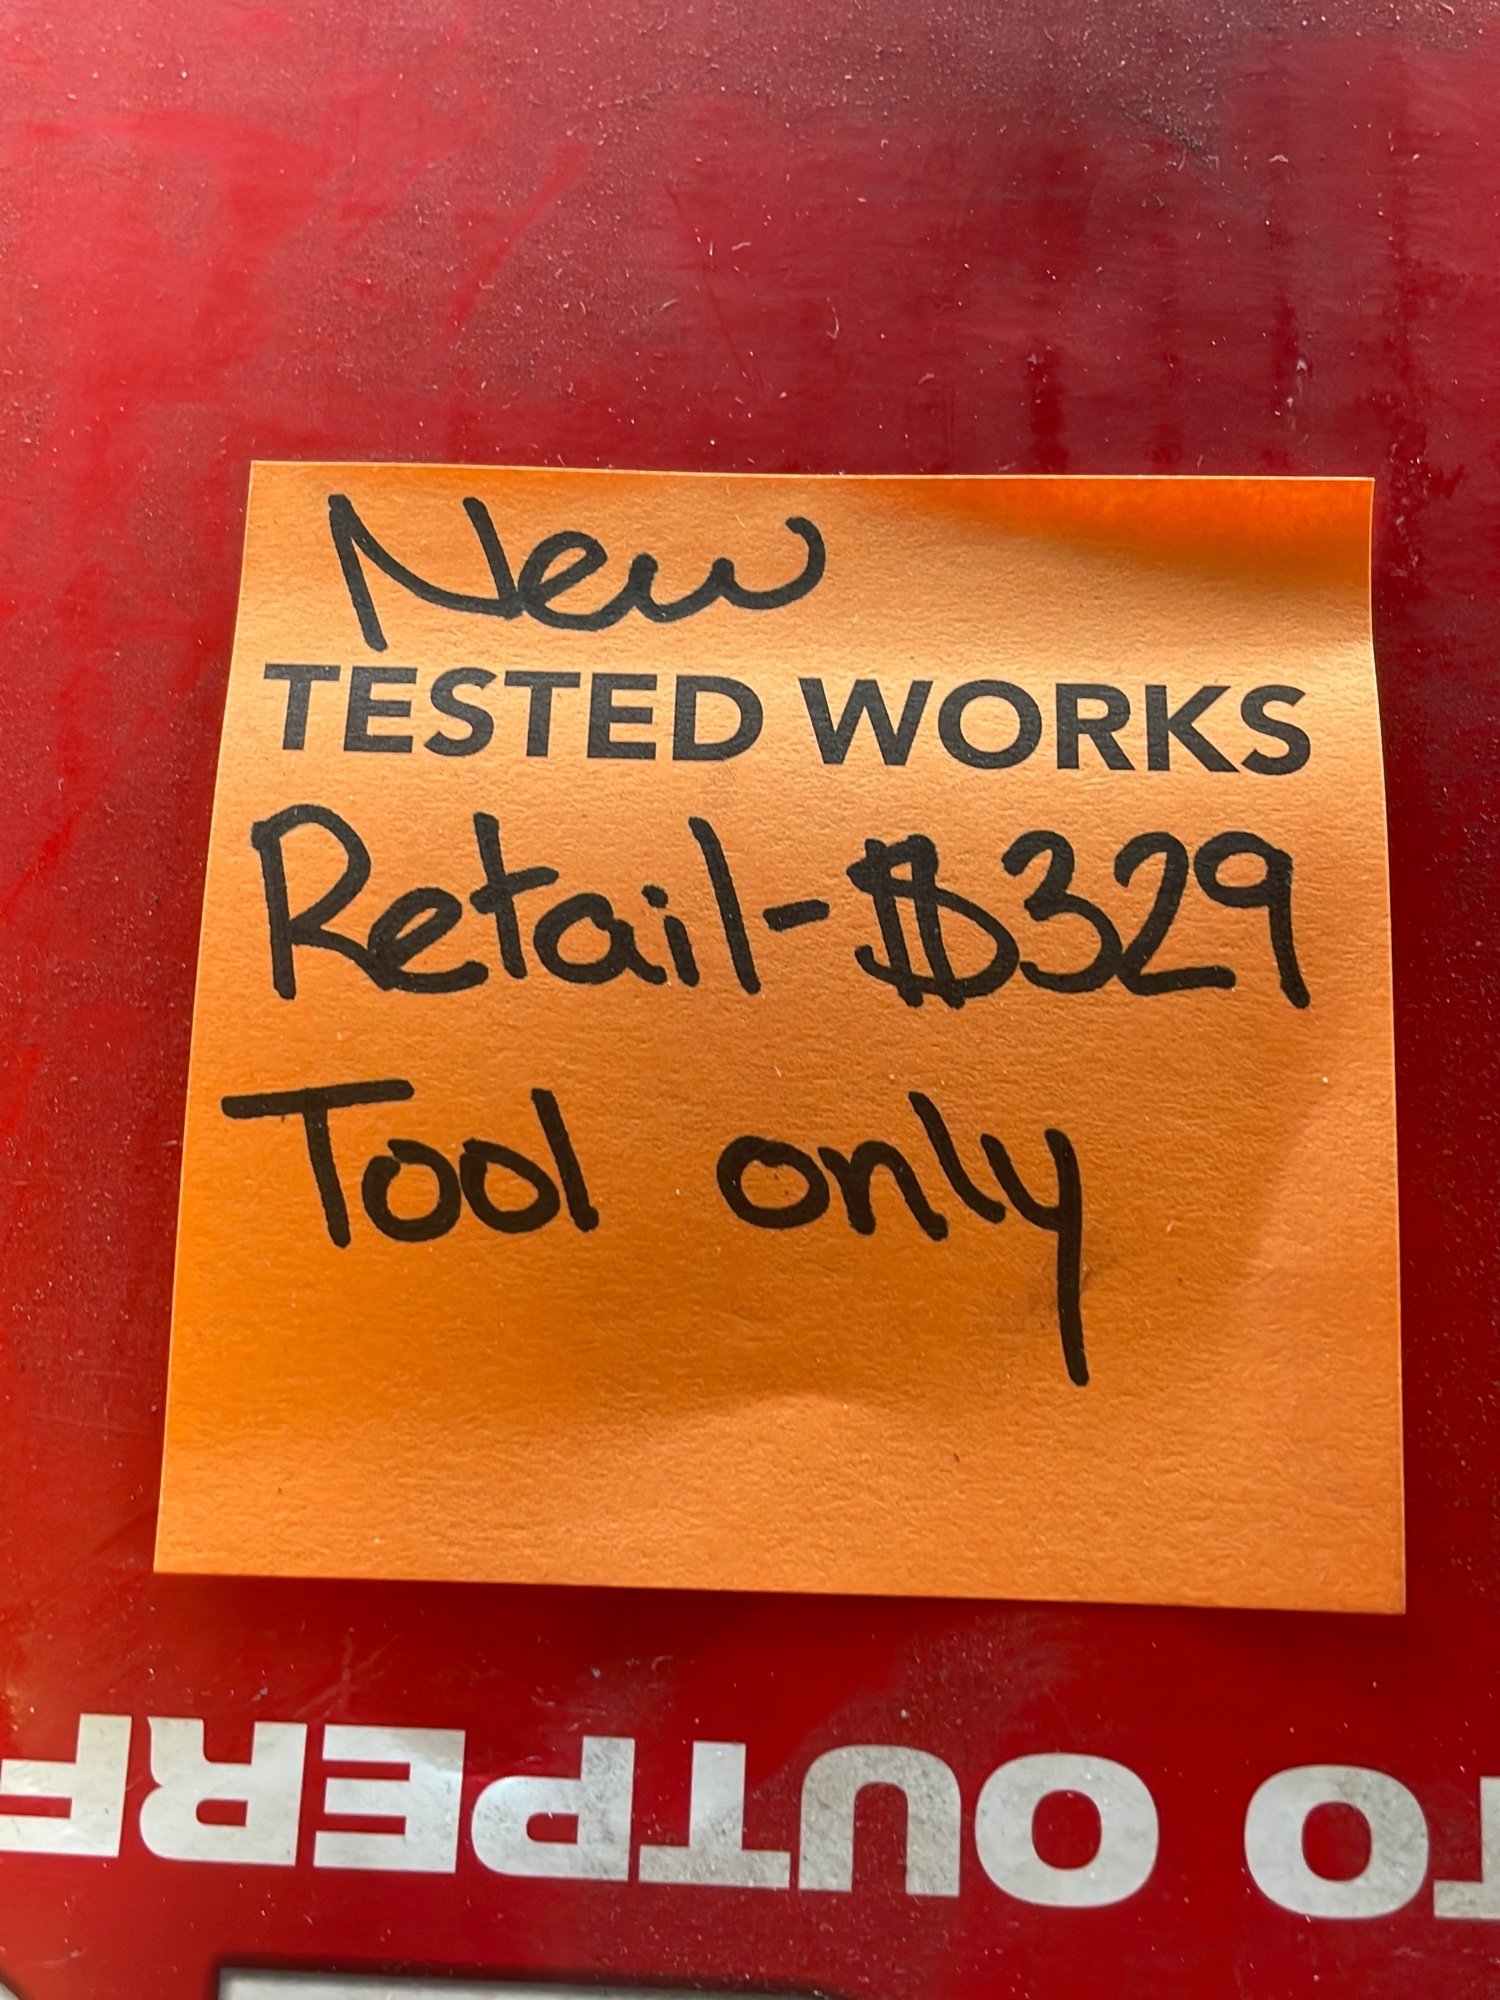 New
TESTED WORKS
Retail-$329
Tool only
TO OUTPERF